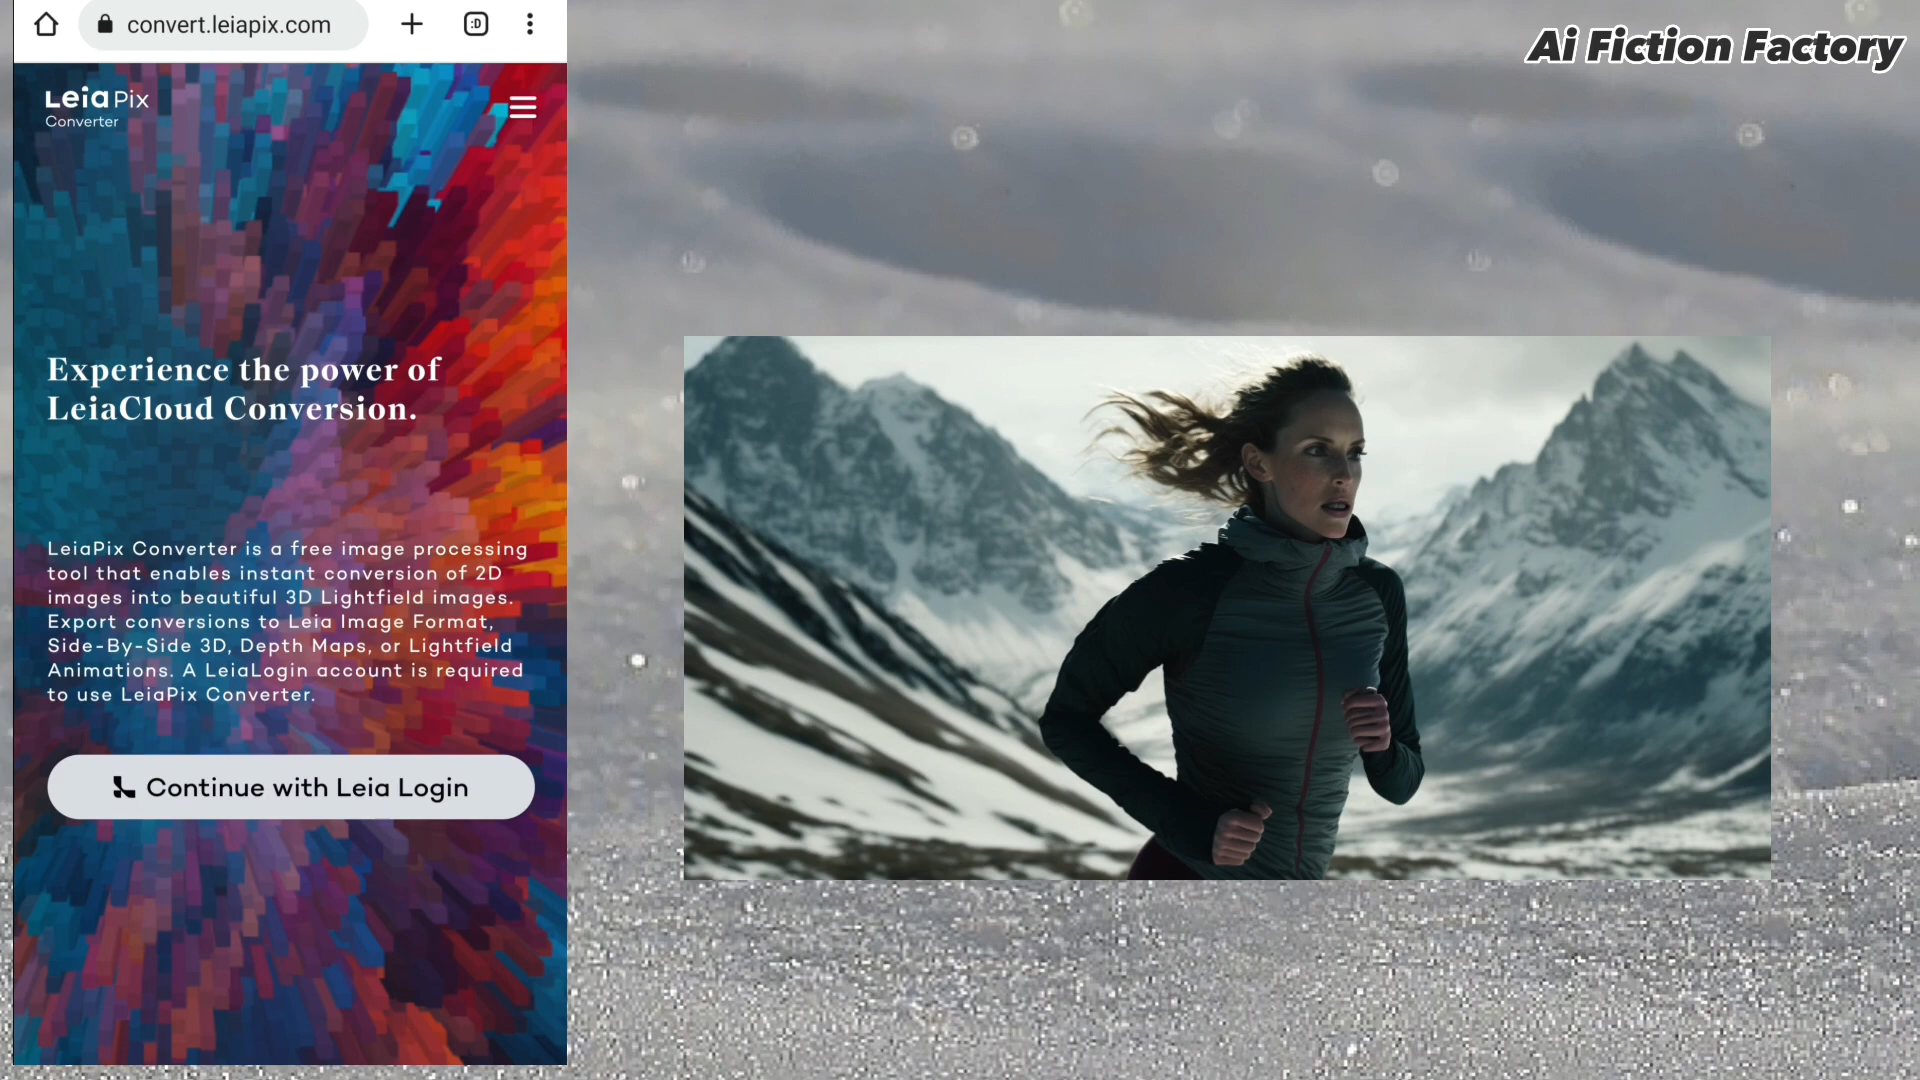 convert.leiapix.com
:D
Ai Fiction Factory
Leia Pix
Converter
Experience the power of
LeiaCloud Conversion.
LeiaPix Converter is a free image processing
tool that enables instant conversion of 2D
images into beautiful 3D Lightfield images.
Export conversions to Leia Image Format,
Side-By-Side 3D, Depth Maps, or Lightfield
Animations. A LeiaLogin account is required
to use LeiaPix Converter.
Continue with Leia Login